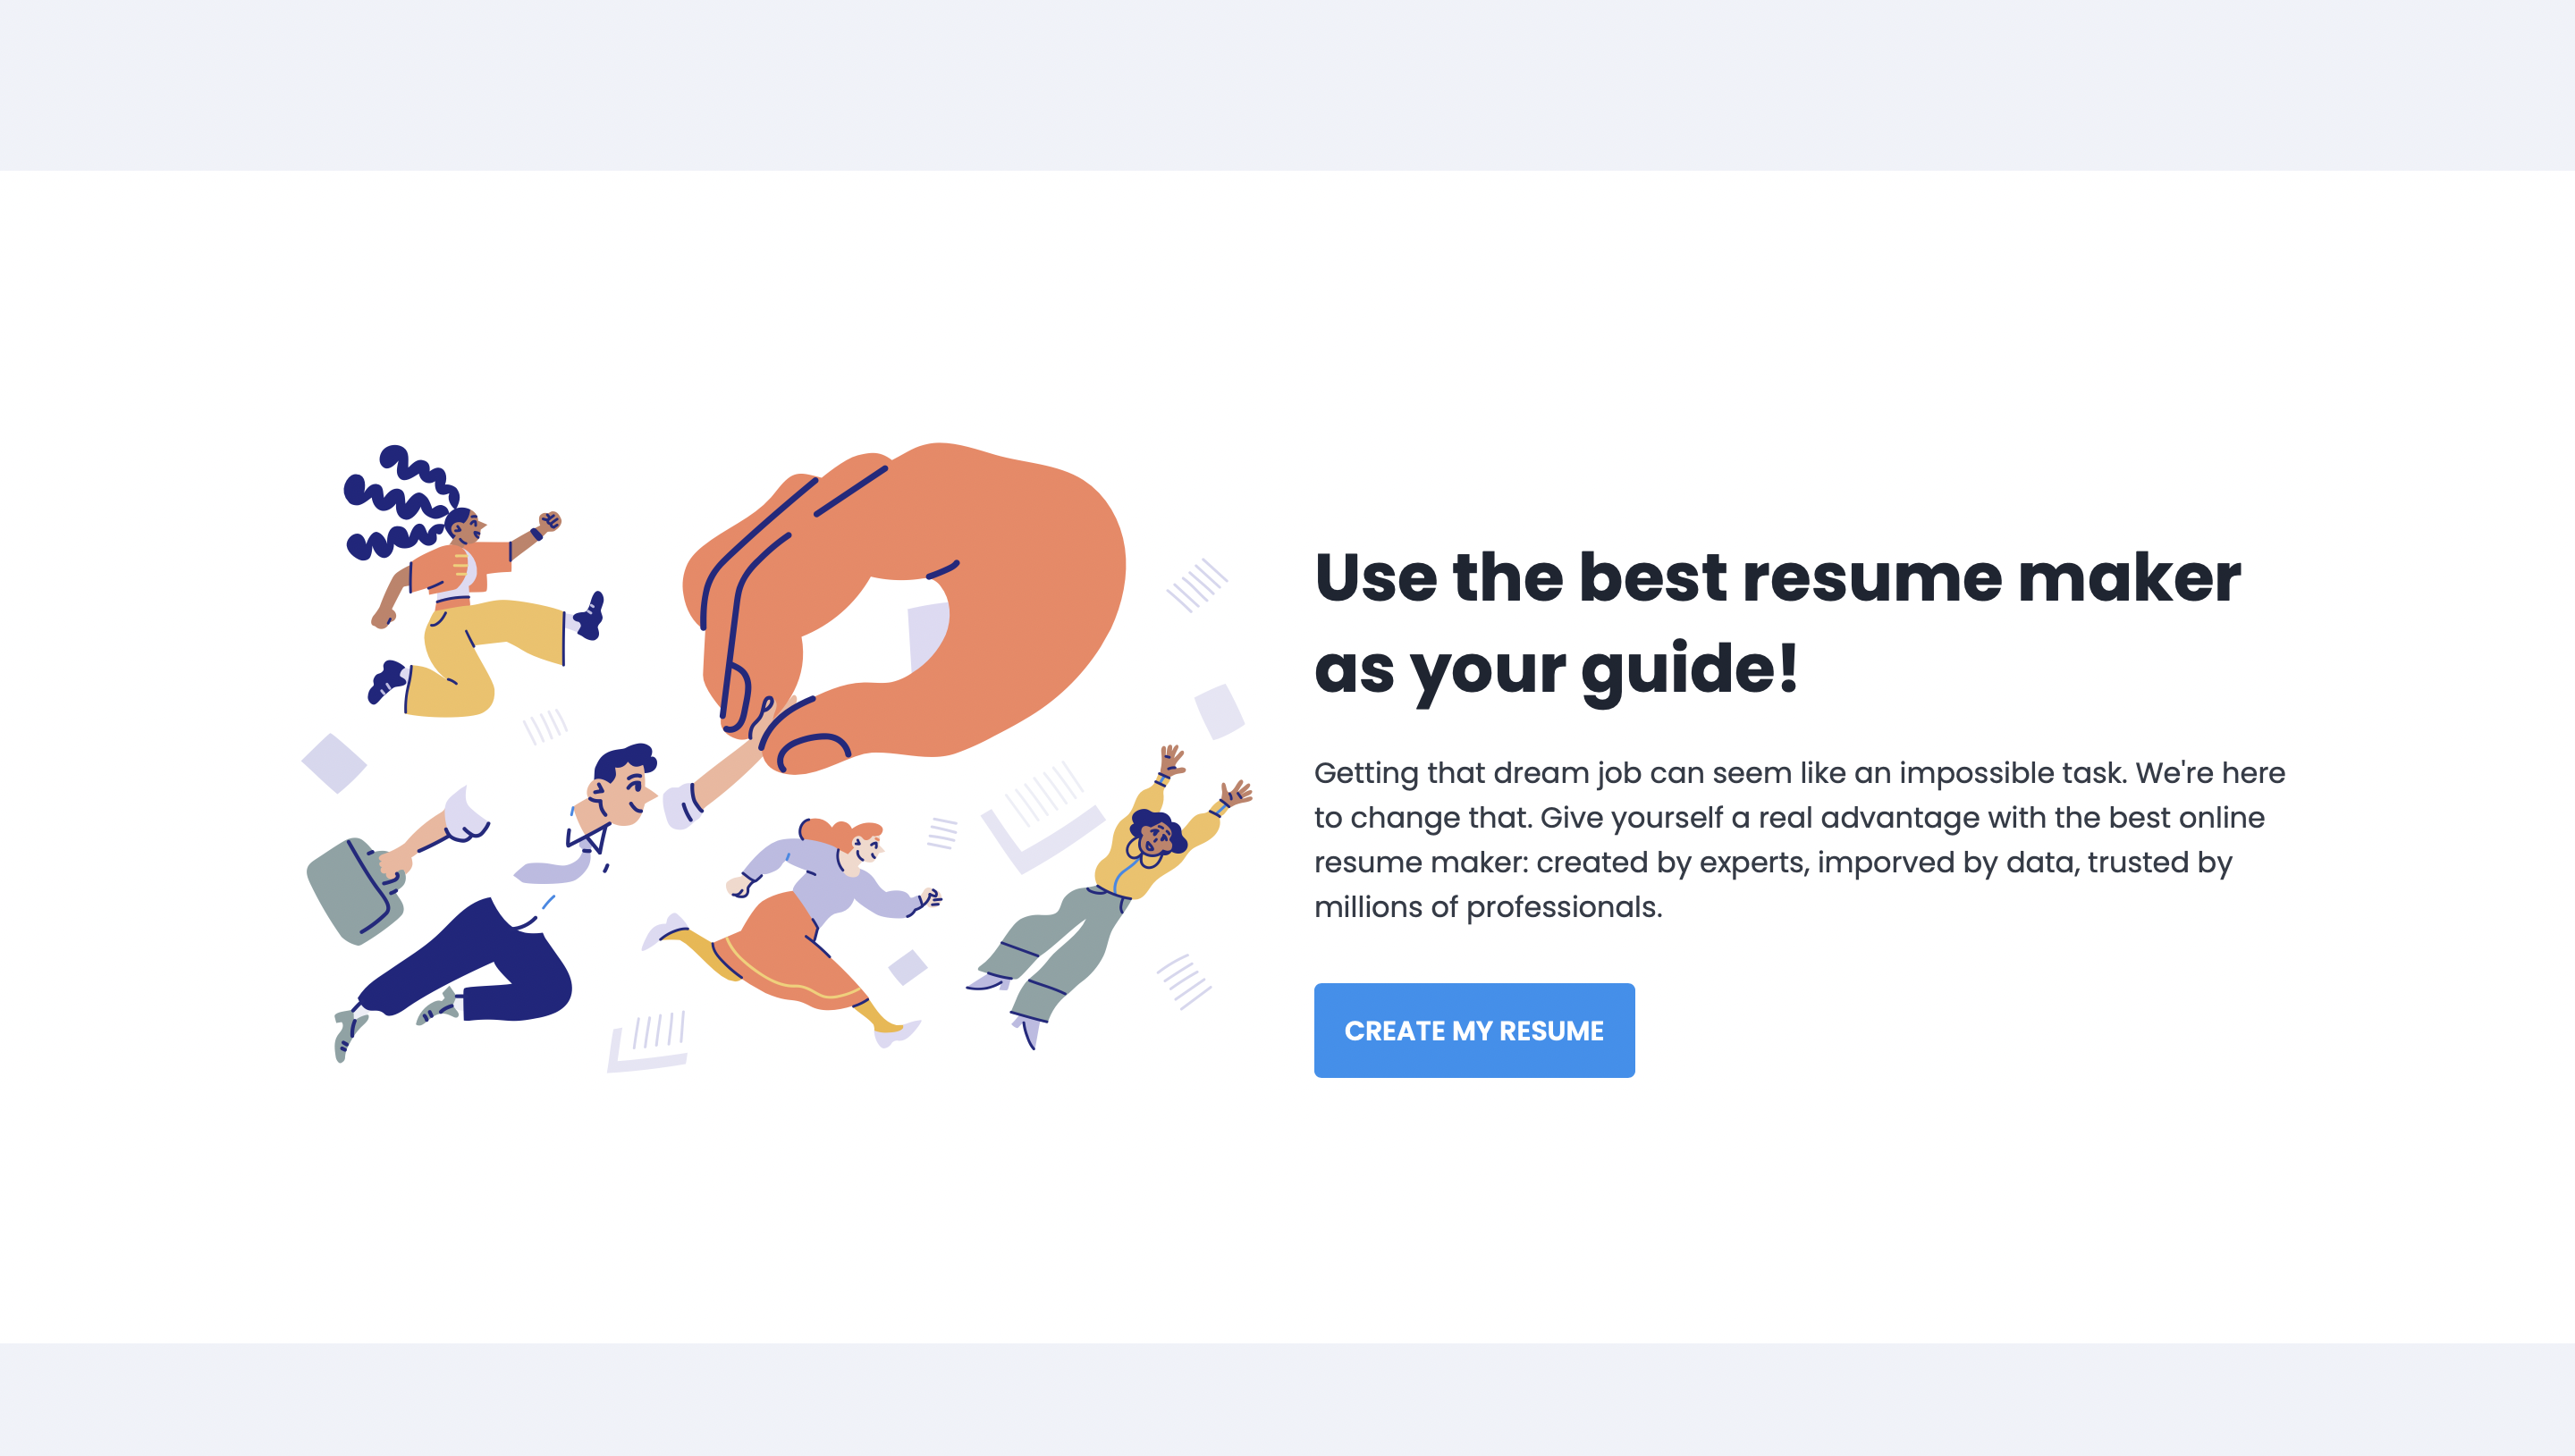 Use the best resume maker
as your guide!
Getting that dream job can seem like an impossible task. We're here
to change that. Give yourself a real advantage with the best online
resume maker: created by experts, imporved by data, trusted by
millions of professionals.
CREATE MY RESUME